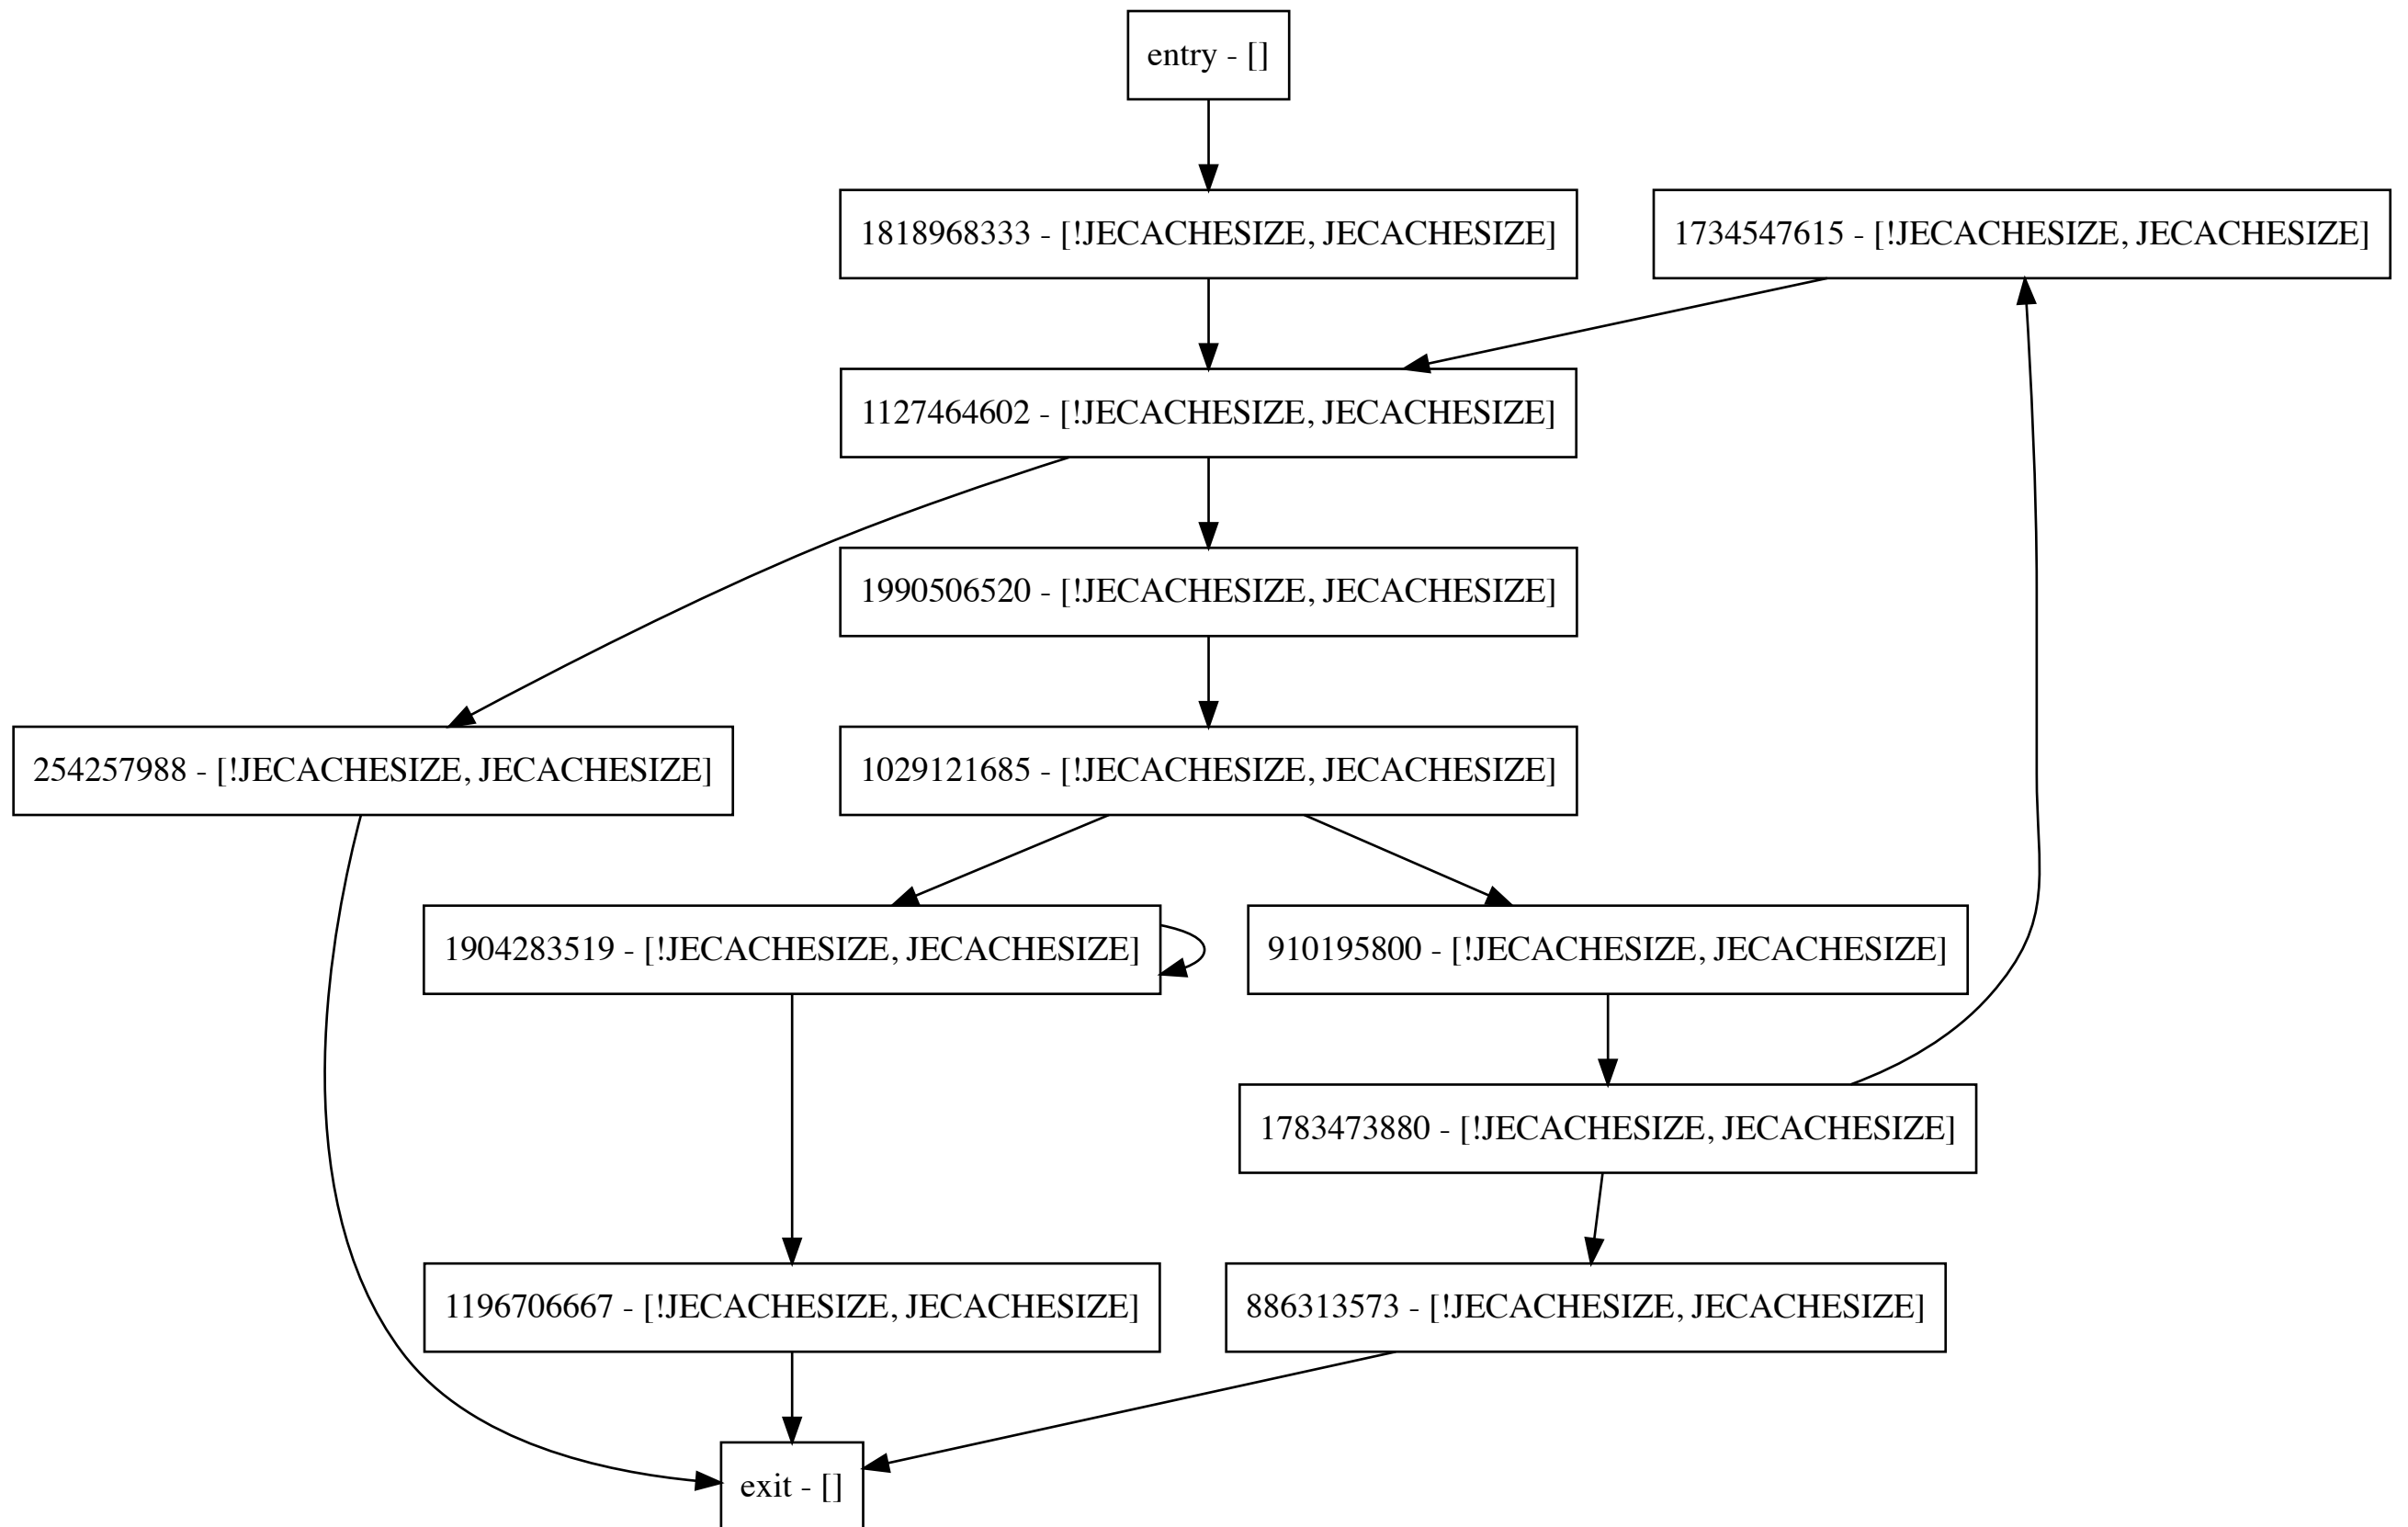 entry - []
1818968333 - [!JECACHESIZE, JECACHESIZE]
1734547615 - [!JECACHESIZE, JECACHESIZE]
1127464602 - [!JECACHESIZE, JECACHESIZE]
1990506520 - [!JECACHESIZE, JECACHESIZE]
254257988 - [!JECACHESIZE, JECACHESIZE]
1029121685 - [!JECACHESIZE, JECACHESIZE]
1904283519 - [!JECACHESIZE, JECACHESIZE]
910195800 - [!JECACHESIZE, JECACHESIZE]
1783473880 - [!JECACHESIZE, JECACHESIZE]
1196706667 - [!JECACHESIZE, JECACHESIZE]
886313573 - [!JECACHESIZE, JECACHESIZE]
exit - []